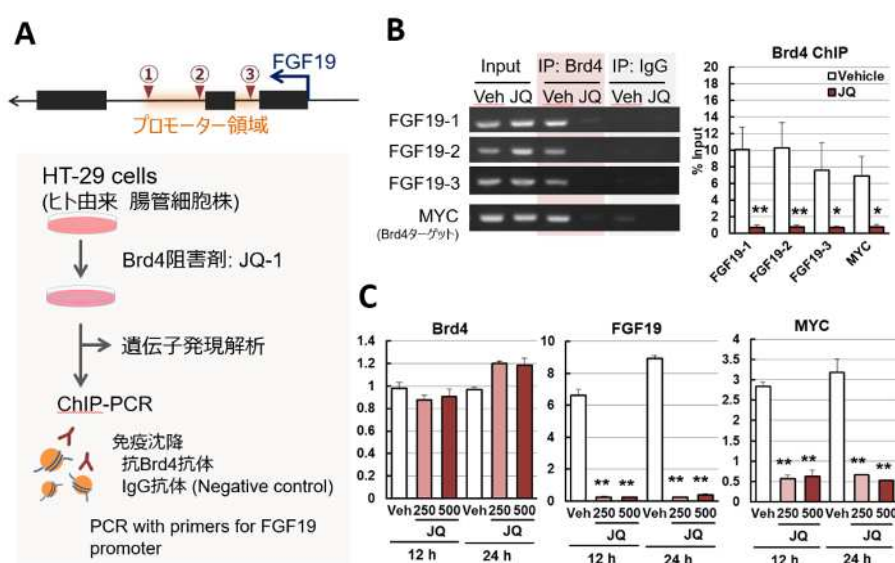 A
FGF19
① ② ③
プロモーター領域
HT-29 cells
(ヒト由来 腸管細胞株)
Brd4阻害剤: JQ-1
遺伝子発現解析
ChIP-PCR
免疫沈降
抗Brd4抗体
IgG抗体 (Negative control)
PCR with primers for FGF19
promoter
B
Input IP: Brd4 IP: IgG
Veh JQ Veh JQ Veh JQ
FGF19-1
FGF19-2
FGF19-3
MYC
(Brd4ターゲット)
Brd4 ChIP
Vehicle
JQ
% Input
20
18
16
14
12
10
8
6
4
2
0
** ** * *
FGF19-1 FGF19-2 FGF19-3 MYC
C
Brd4
1.4
1.2
1
0.8
0.6
0.4
0.2
0
Veh 250 500 Veh 250 500
JQ JQ
12 h 24 h
FGF19
10
8
6
4
2
0
** ** ** **
Veh 250 500 Veh 250 500
JQ JQ
12 h 24 h
MYC
4
3.5
3
2.5
2
1.5
1
0.5
0
** ** ** **
Veh 250 500 Veh 250 500
JQ JQ
12 h 24 h